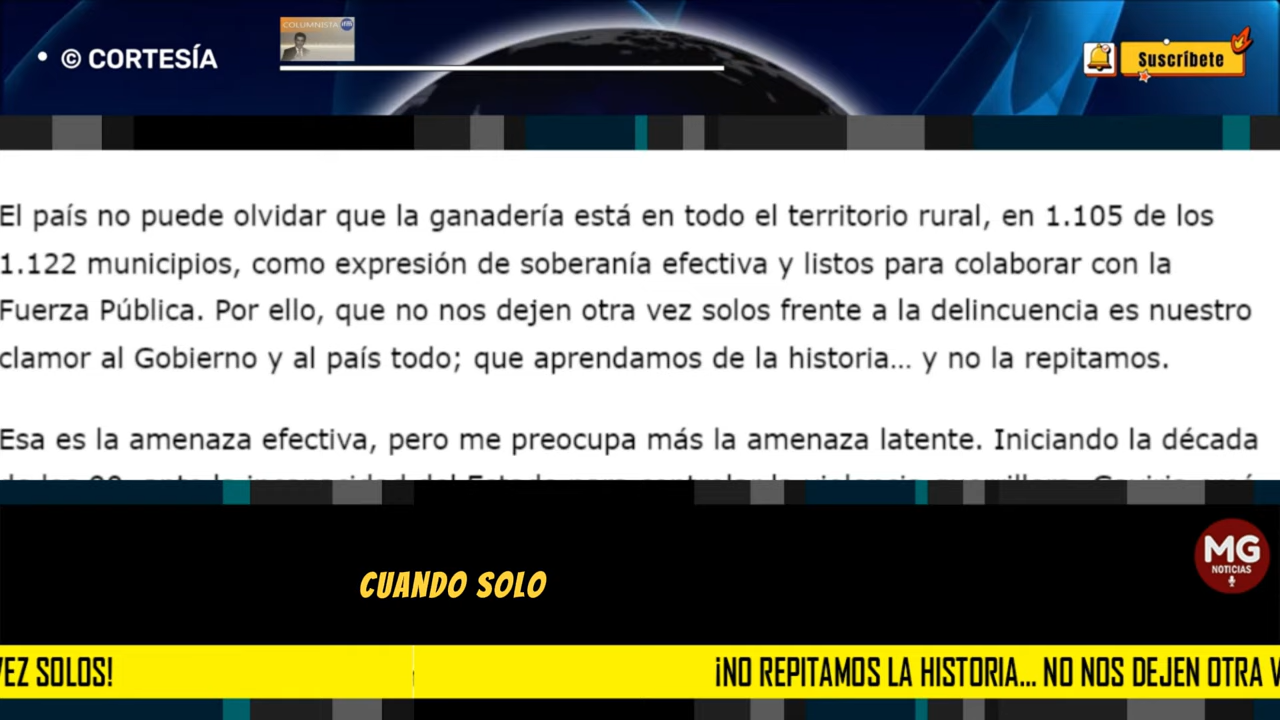 COLUMNISTA
• © CORTESÍA
Suscríbete
El país no puede olvidar que la ganadería está en todo el territorio rural, en 1.105 de los
1.122 municipios, como expresión de soberanía efectiva y listos para colaborar con la
Fuerza Pública. Por ello, que no nos dejen otra vez solos frente a la delincuencia es nuestro
clamor al Gobierno y al país todo; que aprendamos de la historia... y no la repitamos.
Esa es la amenaza efectiva, pero me preocupa más la amenaza latente. Iniciando la década
MG
NOTICIAS
CUANDO SOLO
VEZ SOLOS!
¡NO REPITAMOS LA HISTORIA... NO NOS DEJEN OTRA V